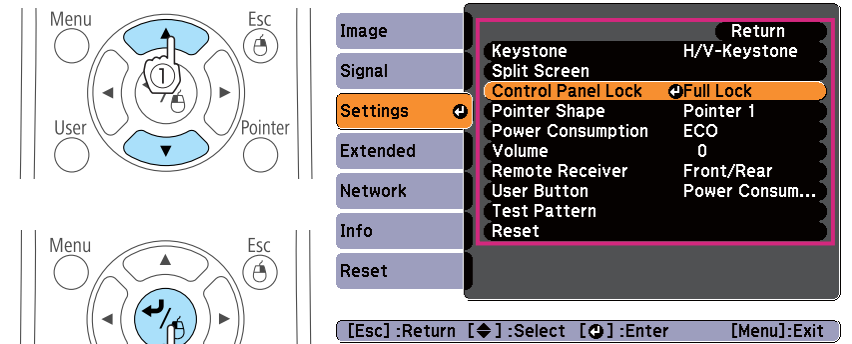 Menu
Esc
1
User
Pointer
Menu
Esc
Image
Signal
Settings
Extended
Network
Info
Reset
Return
Keystone H/V-Keystone
Split Screen
Control Panel Lock Full Lock
Pointer Shape Pointer 1
Power Consumption ECO
Volume 0
Remote Receiver Front/Rear
User Button Power Consum...
Test Pattern
Reset
[Esc] :Return [◆] :Select [⏎] :Enter [Menu]:Exit